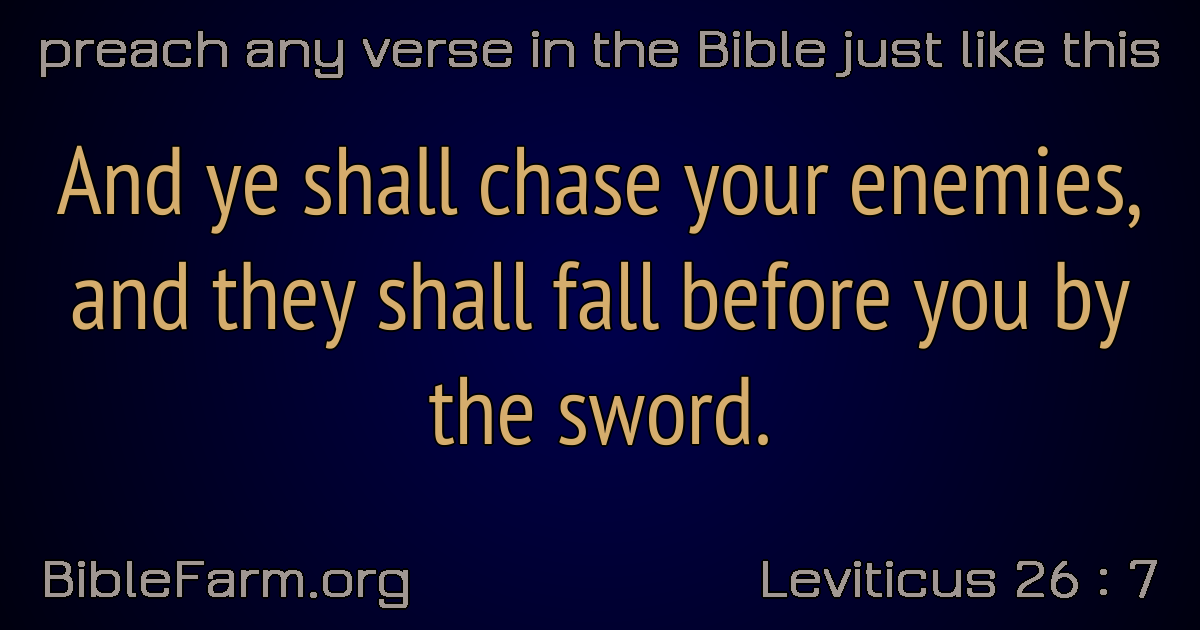 preach any verse in the Bible just like this
And ye shall chase your enemies,
and they shall fall before you by
the sword.
BibleFarm.org
Leviticus 26 : 7